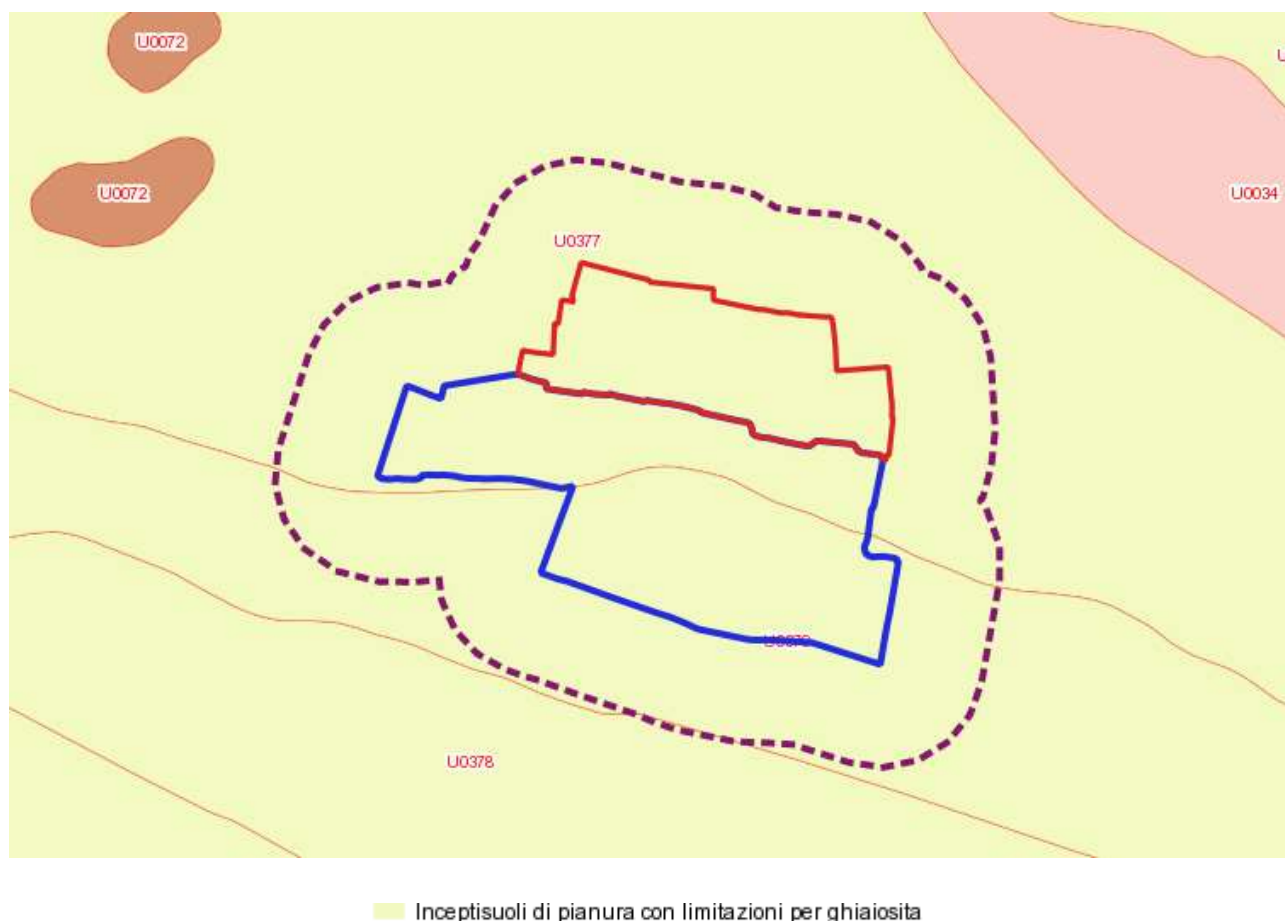 U0072
U
U0072
U0034
U0377
U0378
Inceptisuoli di pianura con limitazioni per ghiaiosita